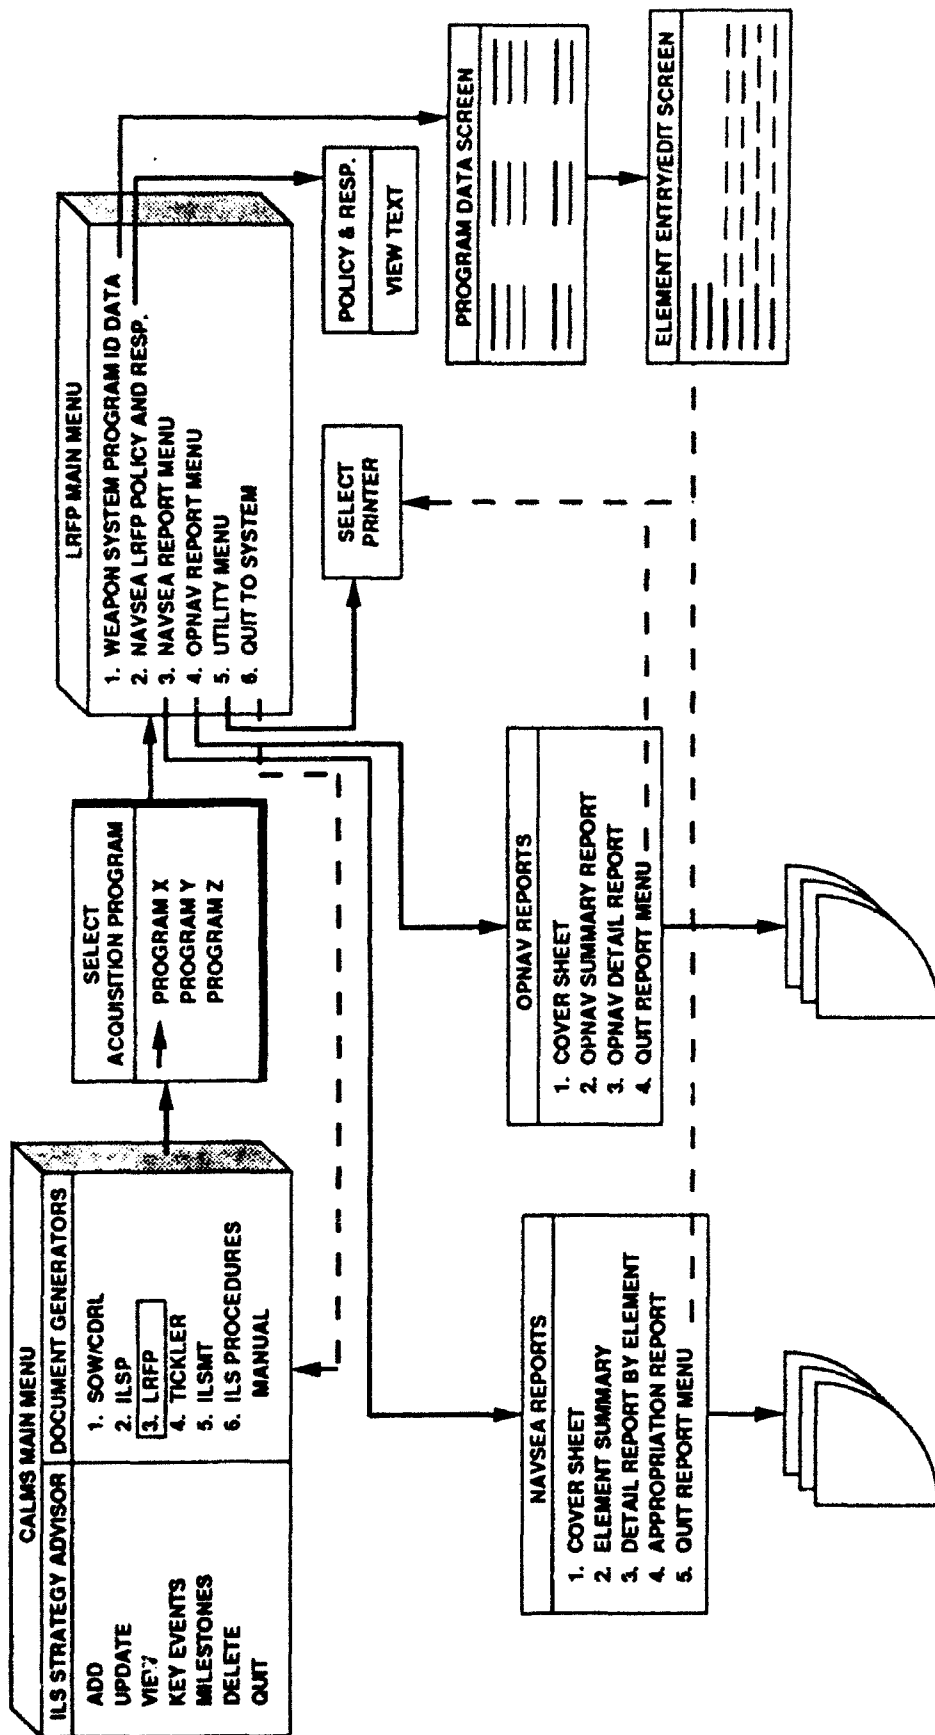 CALMS MAIN MENU
ILS STRATEGY ADVISOR
DOCUMENT GENERATORS
ADD
UPDATE
VIEW
KEY EVENTS
MILESTONES
DELETE
QUIT
1. SOW/CDRL
2. ILSP
3. LRFP
4. TICKLER
5. ILSMT
6. ILS PROCEDURES
MANUAL
SELECT
ACQUISITION PROGRAM
PROGRAM X
PROGRAM Y
PROGRAM Z
LRFP MAIN MENU
1. WEAPON SYSTEM PROGRAM ID DATA
2. NAVSEA LRFP POLICY AND RESP.
3. NAVSEA REPORT MENU
4. OPNAV REPORT MENU
5. UTILITY MENU
6. QUIT TO SYSTEM
SELECT
PRINTER
POLICY & RESP.
VIEW TEXT
PROGRAM DATA SCREEN
ELEMENT ENTRY/EDIT SCREEN
NAVSEA REPORTS
1. COVER SHEET
2. ELEMENT SUMMARY
3. DETAIL REPORT BY ELEMENT
4. APPROPRIATION REPORT
5. QUIT REPORT MENU
OPNAV REPORTS
1. COVER SHEET
2. OPNAV SUMMARY REPORT
3. OPNAV DETAIL REPORT
4. QUIT REPORT MENU